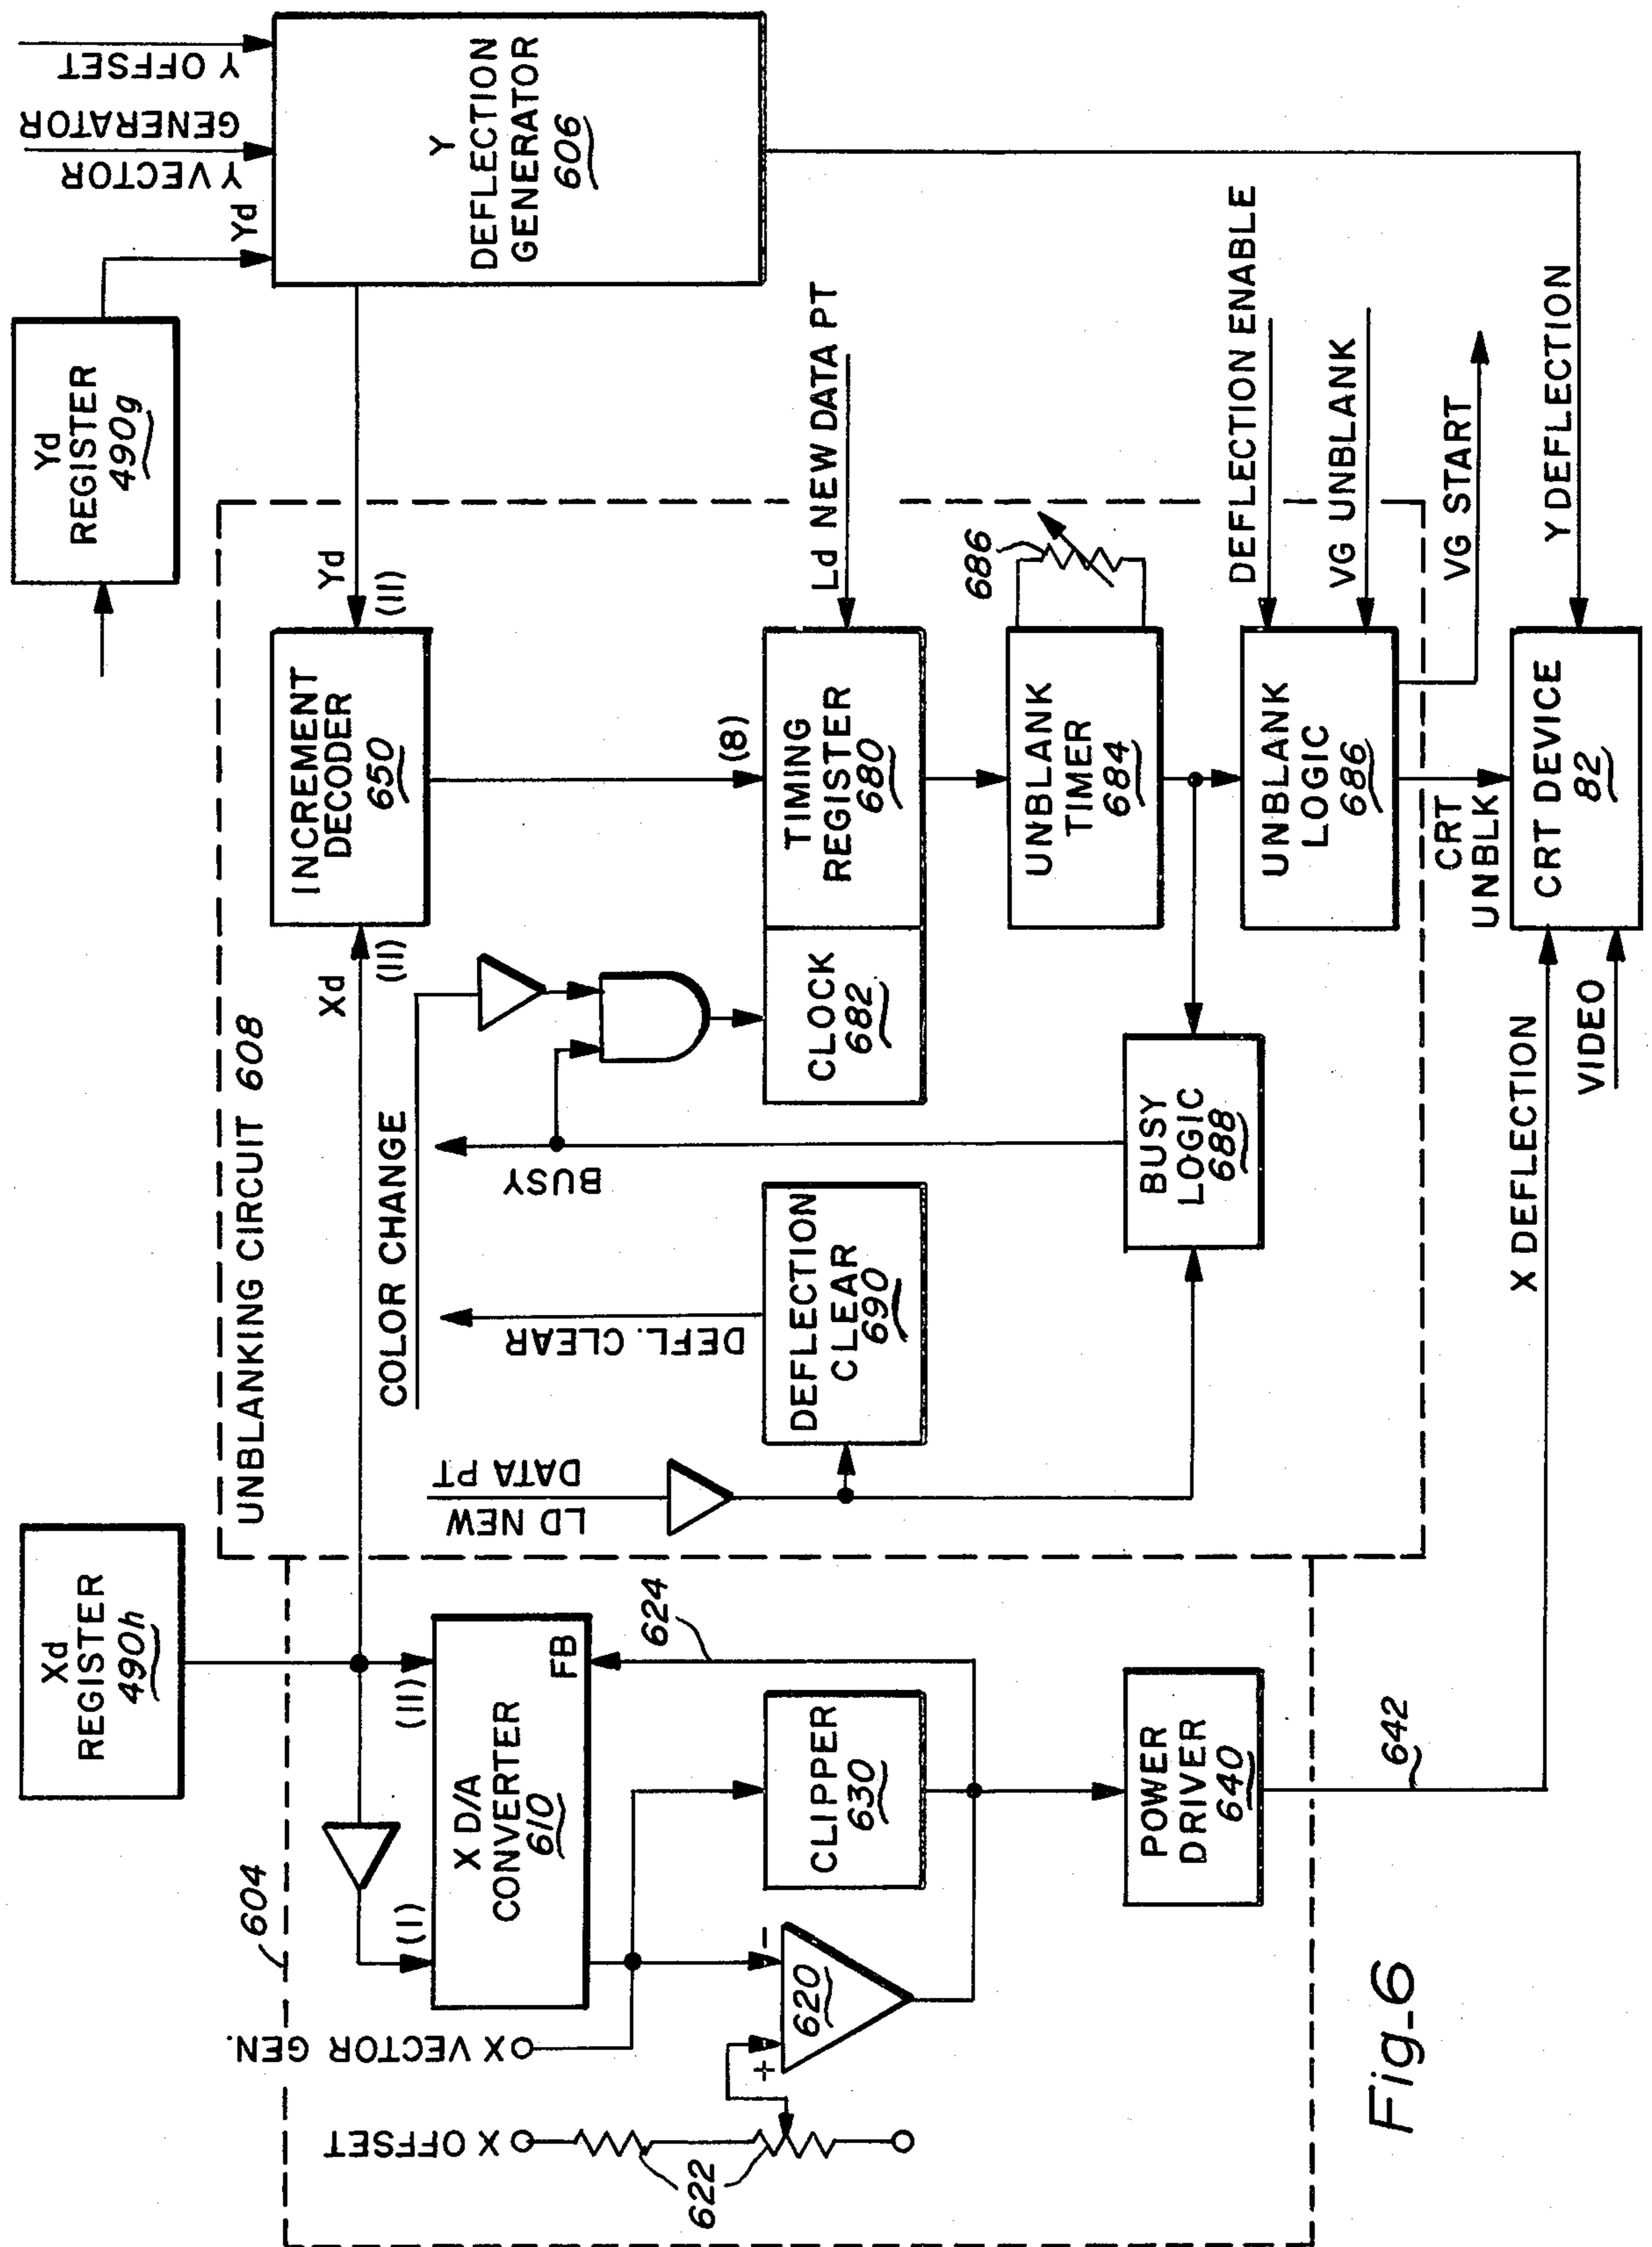 Xd
REGISTER
490h
Yd
REGISTER
490g
Yd
Y VECTOR
GENERATOR
Y OFFSET
Y
DEFLECTION
GENERATOR
606
604
UNBLANKING CIRCUIT 608
Xd
(11)
INCREMENT
DECODER
650
Yd
(11)
X OFFSET
622
X VECTOR GEN.
(1)
(11)
X D/A
CONVERTER
610
FB
624
+
-
620
CLIPPER
630
POWER
DRIVER
640
642
COLOR CHANGE
LD NEW
DATA PT
DEFL. CLEAR
DEFLECTION
CLEAR
690
BUSY
BUSY
LOGIC
688
CLOCK
682
(8)
TIMING
REGISTER
680
Ld NEW DATA PT
UNBLANK
TIMER
684
686
UNBLANK
LOGIC
686
DEFLECTION ENABLE
VG UNBLANK
VG START
CRT
UNBLK
CRT DEVICE
82
X DEFLECTION
VIDEO
Y DEFLECTION
Fig_6